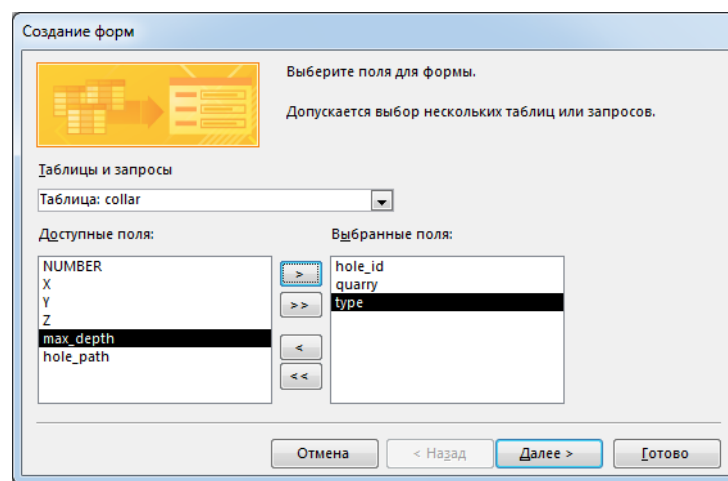 Создание форм
Выберите поля для формы.
Допускается выбор нескольких таблиц или запросов.
Таблицы и запросы
Таблица: collar
Доступные поля:
Выбранные поля:
NUMBER
X
Y
Z
max_depth
hole_path
>
>>
<
<<
hole_id
quarry
type
Отмена
< Назад
Далее >
Готово